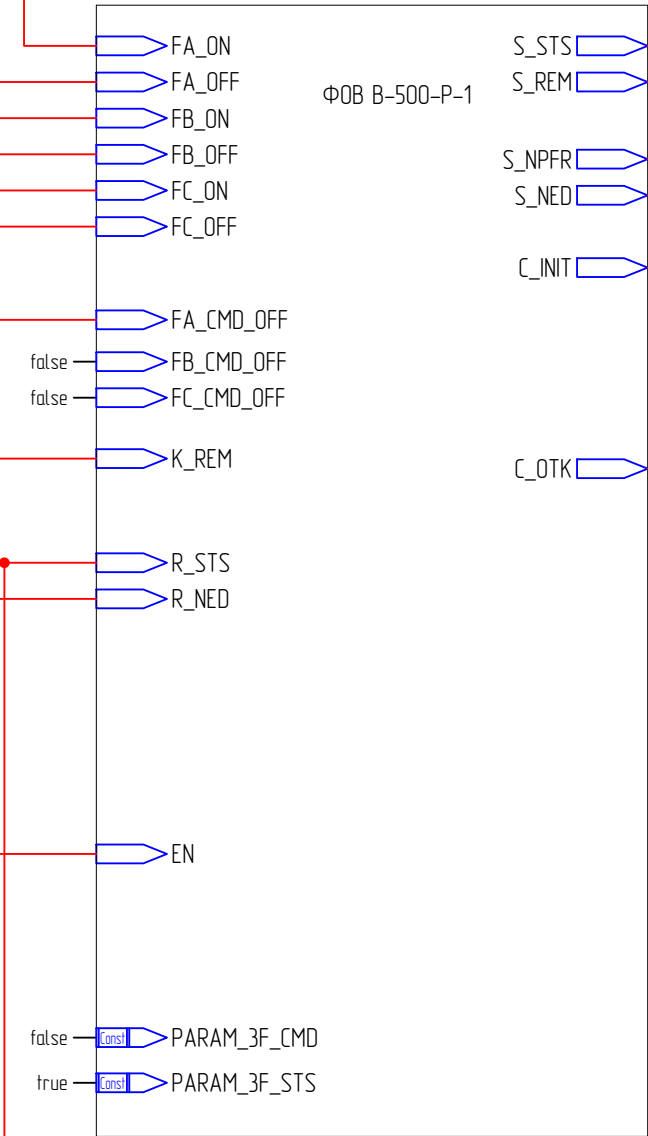 FA_ON S_STS
FA_OFF ФОВ В-500-Р-1 S_REM
FB_ON
FB_OFF S_NPFR
FC_ON S_NED
FC_OFF
C_INIT
FA_CMD_OFF
false FB_CMD_OFF
false FC_CMD_OFF
K_REM C_OTK
R_STS
R_NED
EN
false Const PARAM_3F_CMD
true Const PARAM_3F_STS